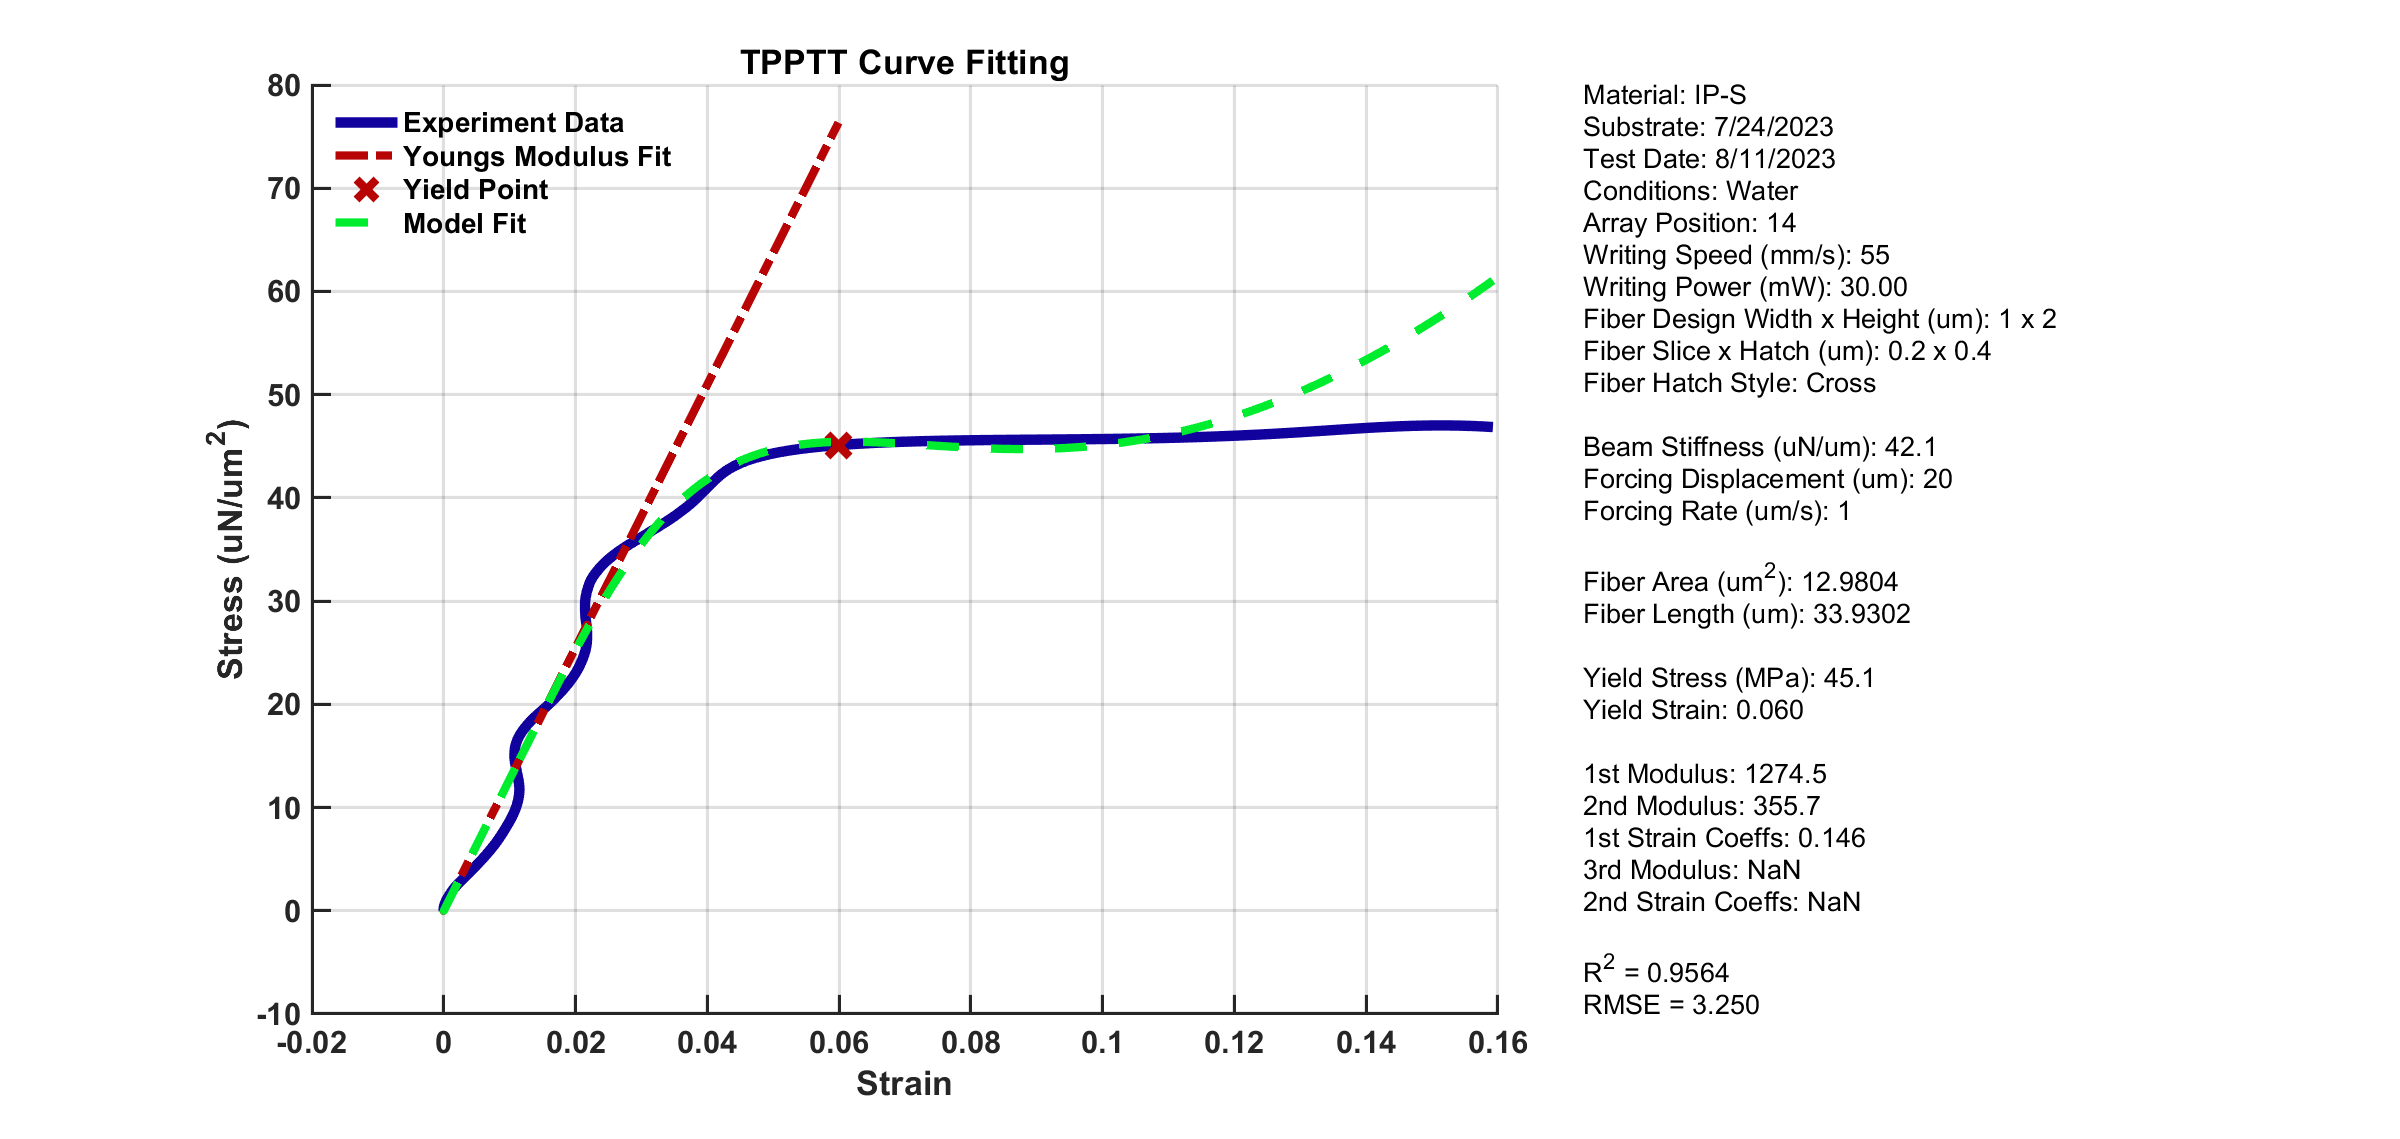 TPPTT Curve Fitting
80
70
60
50
40
30
20
10
0
-10
Stress (uN/um²)
Experiment Data
Youngs Modulus Fit
Yield Point
Model Fit
-0.02 0 0.02 0.04 0.06 0.08 0.1 0.12 0.14 0.16
Strain
Material: IP-S
Substrate: 7/24/2023
Test Date: 8/11/2023
Conditions: Water
Array Position: 14
Writing Speed (mm/s): 55
Writing Power (mW): 30.00
Fiber Design Width x Height (um): 1 x 2
Fiber Slice x Hatch (um): 0.2 x 0.4
Fiber Hatch Style: Cross
Beam Stiffness (uN/um): 42.1
Forcing Displacement (um): 20
Forcing Rate (um/s): 1
Fiber Area (um²): 12.9804
Fiber Length (um): 33.9302
Yield Stress (MPa): 45.1
Yield Strain: 0.060
1st Modulus: 1274.5
2nd Modulus: 355.7
1st Strain Coeffs: 0.146
3rd Modulus: NaN
2nd Strain Coeffs: NaN
R² = 0.9564
RMSE = 3.250